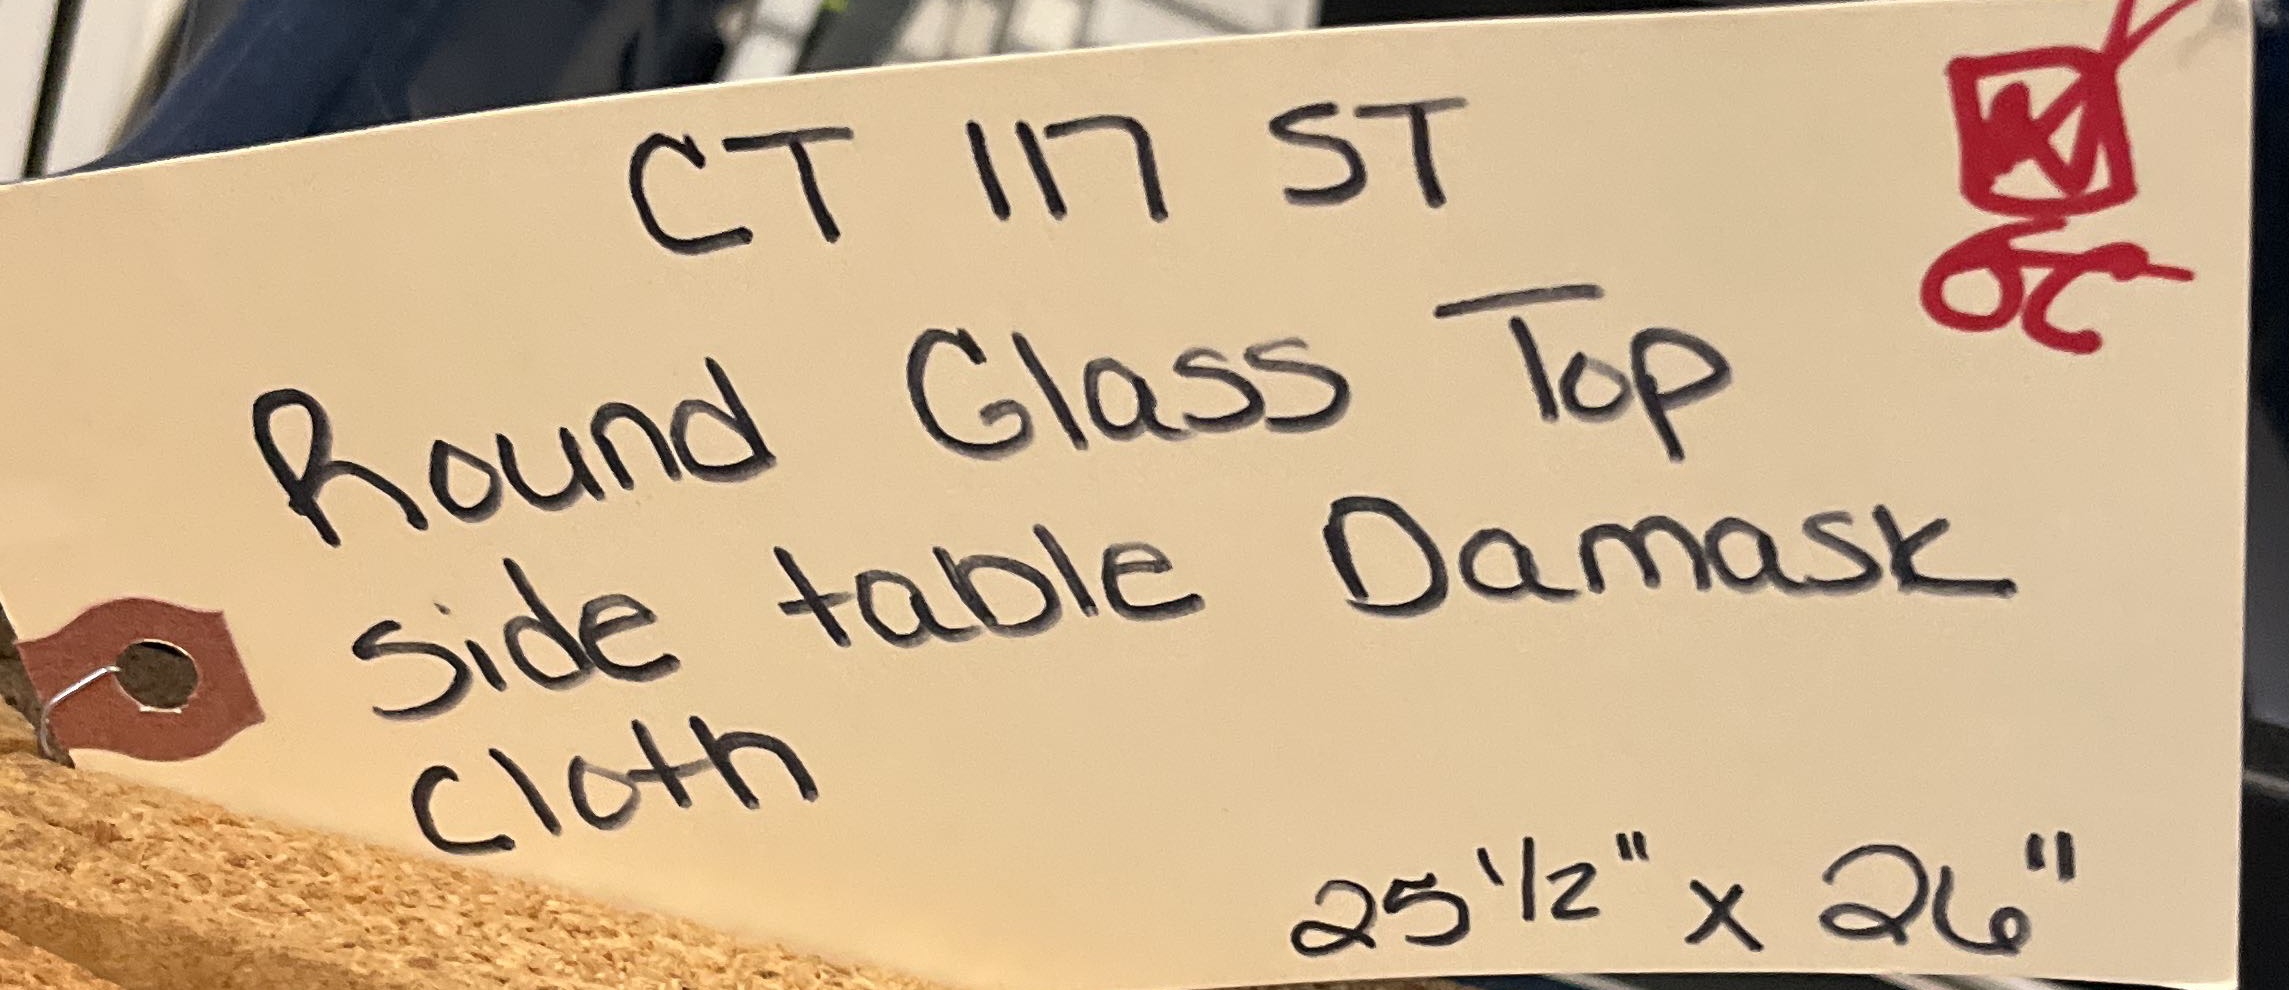 CT 117 ST
Round Glass Top
side table Damask
cloth
25 1/2" x 26"